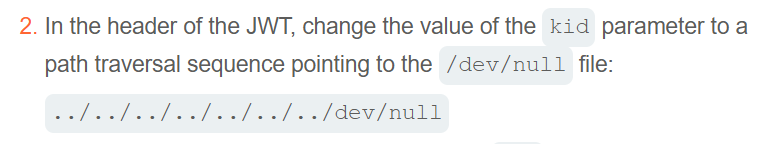 2. In the header of the JWT, change the value of the kid parameter to a
path traversal sequence pointing to the /dev/null file:
../../../../../../../dev/null